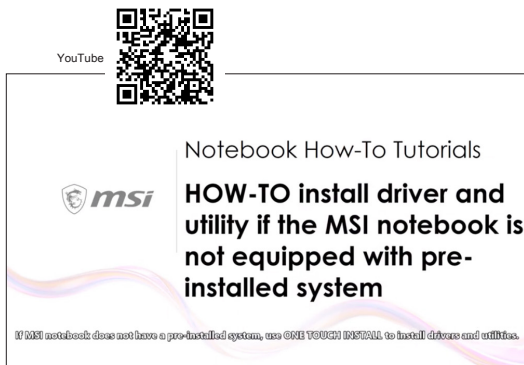 YouTube
Notebook How-To Tutorials
msi
HOW-TO install driver and
utility if the MSI notebook is
not equipped with pre-
installed system
If MSI notebook does not have a pre-installed system, use ONE TOUCH INSTALL to install drivers and utilities.